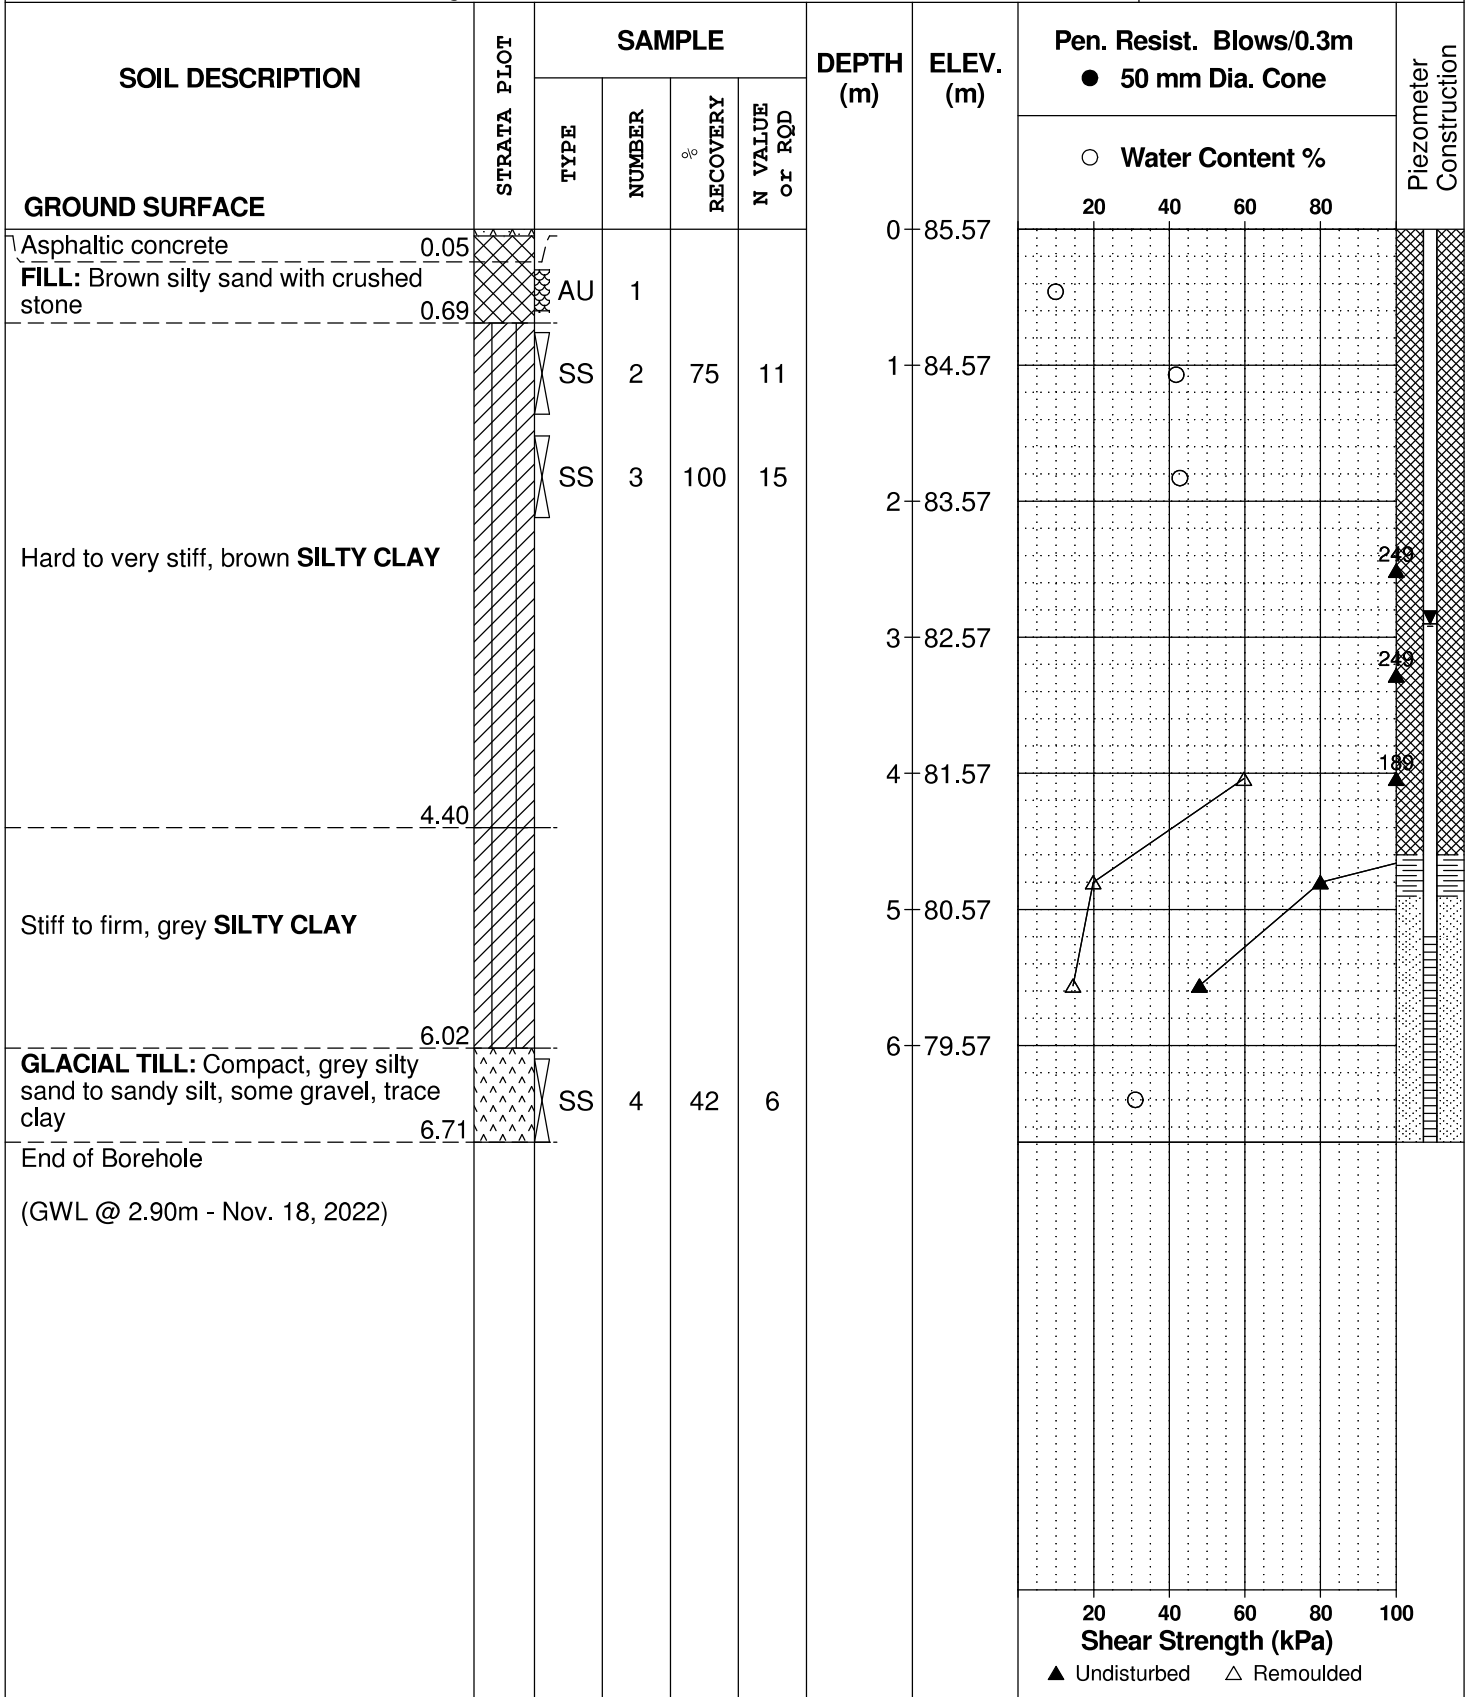 SOIL DESCRIPTION
GROUND SURFACE
STRATA PLOT
SAMPLE
TYPE
NUMBER
%
RECOVERY
N VALUE
or RQD
DEPTH
(m)
ELEV.
(m)
Pen. Resist. Blows/0.3m
● 50 mm Dia. Cone
○ Water Content %
20 40 60 80
Piezometer
Construction
0 85.57
Asphaltic concrete 0.05
FILL: Brown silty sand with crushed
stone 0.69
AU 1
SS 2 75 11
1 84.57
SS 3 100 15
2 83.57
Hard to very stiff, brown SILTY CLAY
249
3 82.57
249
189
4 81.57
4.40
5 80.57
Stiff to firm, grey SILTY CLAY
6.02
6 79.57
GLACIAL TILL: Compact, grey silty
sand to sandy silt, some gravel, trace
clay 6.71
SS 4 42 6
End of Borehole
(GWL @ 2.90m - Nov. 18, 2022)
20 40 60 80 100
Shear Strength (kPa)
▲ Undisturbed △ Remoulded